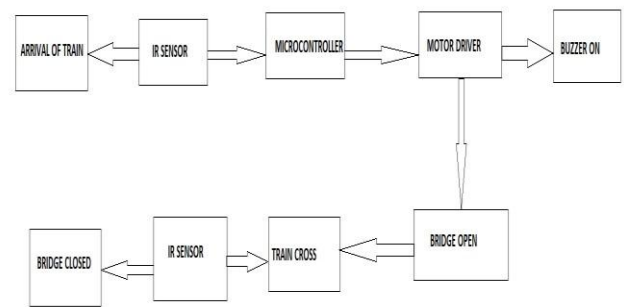 ARRIVAL OF TRAIN
IR SENSOR
MICROCONTROLLER
MOTOR DRIVER
BUZZER ON
BRIDGE CLOSED
IR SENSOR
TRAIN CROSS
BRIDGE OPEN